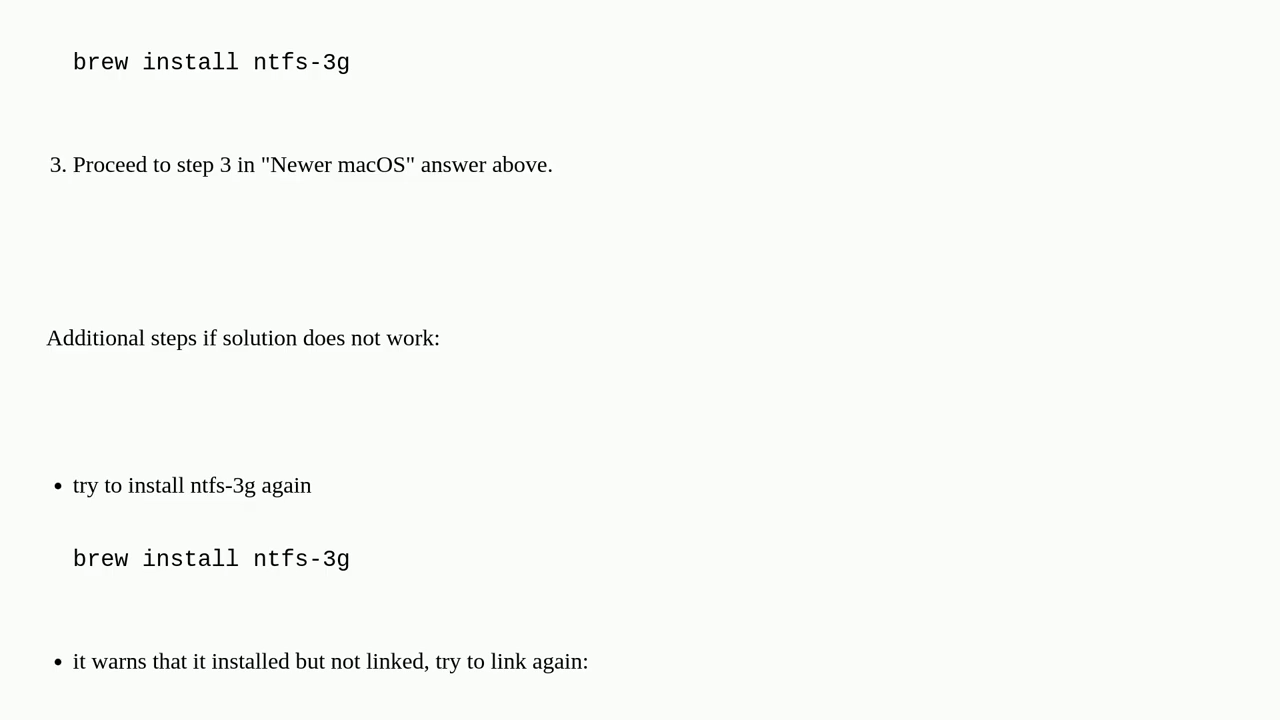 brew install ntfs-3g
3. Proceed to step 3 in "Newer macOS" answer above.
Additional steps if solution does not work:
• try to install ntfs-3g again
brew install ntfs-3g
• it warns that it installed but not linked, try to link again: